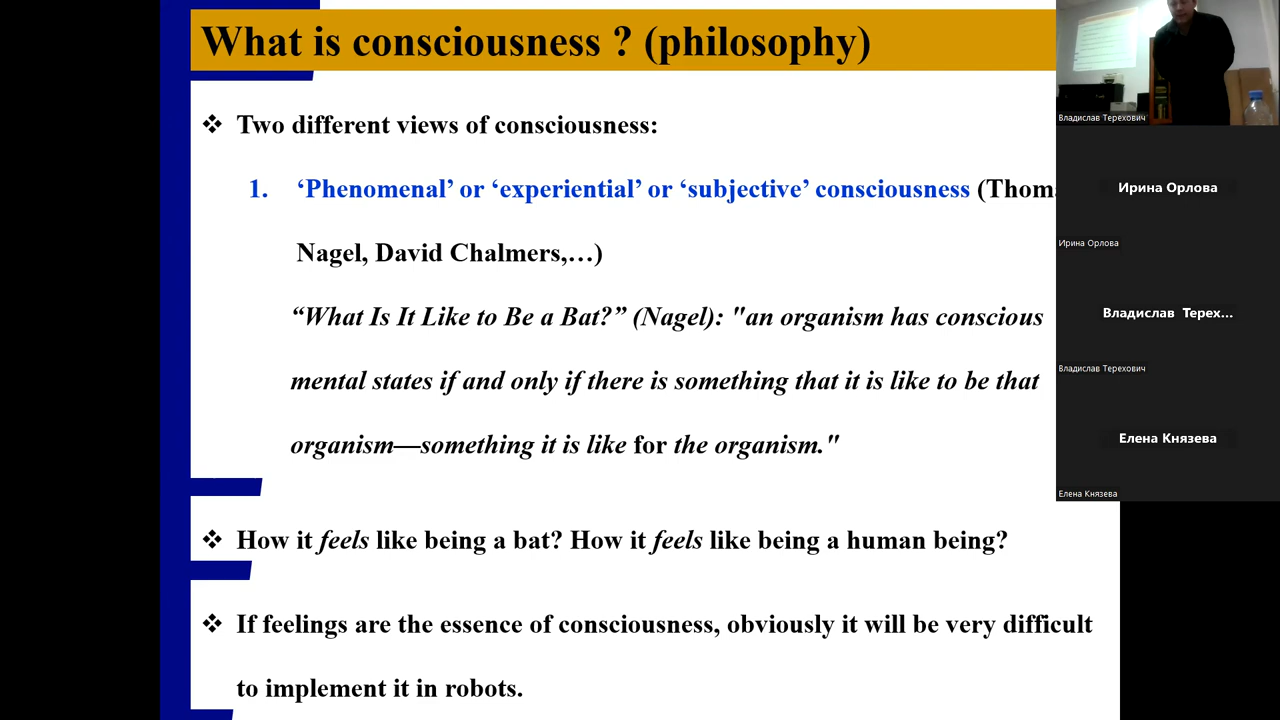 What is consciousness ? (philosophy)
❖ Two different views of consciousness:
1. ‘Phenomenal’ or ‘experiential’ or ‘subjective’ consciousness (Thom
Nagel, David Chalmers,…)
“What Is It Like to Be a Bat?” (Nagel): "an organism has conscious
mental states if and only if there is something that it is like to be that
organism—something it is like for the organism."
❖ How it feels like being a bat? How it feels like being a human being?
❖ If feelings are the essence of consciousness, obviously it will be very difficult
to implement it in robots.
Владислав Терехович
Ирина Орлова
Ирина Орлова
Владислав Терех...
Владислав Терехович
Елена Князева
Елена Князева